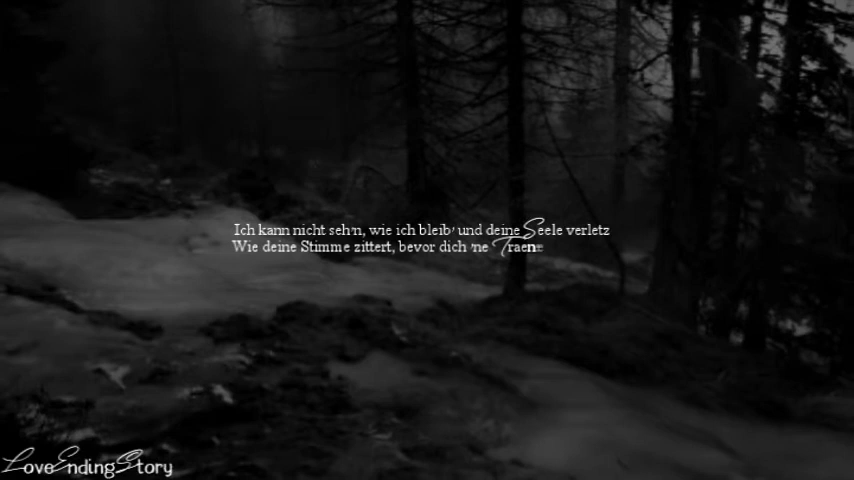 Ich kann nicht seh'n, wie ich bleib' und deine Seele verletz
Wie deine Stimme zittert, bevor dich 'ne Traene
LoveEndingStory